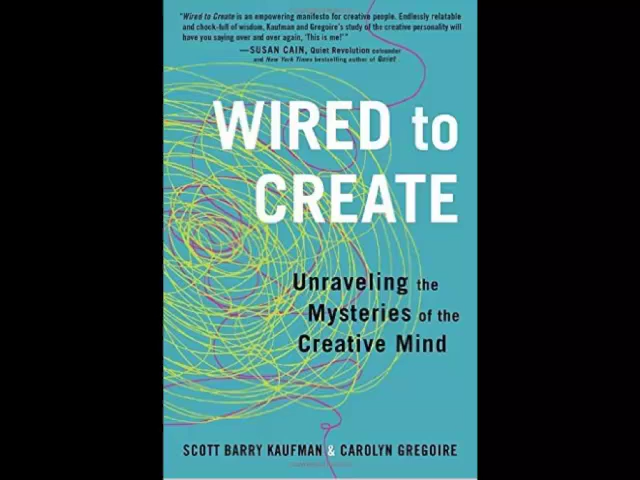 "Wired to Create is an empowering manifesto for creative people. Endlessly relatable
and chock-full of wisdom, Kaufman and Gregoire's study of the creative personality will
have you saying over and over again, 'This is me!'"
—SUSAN CAIN, Quiet Revolution cofounder
and New York Times bestselling author of Quiet
WIRED to
CREATE
Unraveling the
Mysteries of the
Creative Mind
SCOTT BARRY KAUFMAN & CAROLYN GREGOIRE